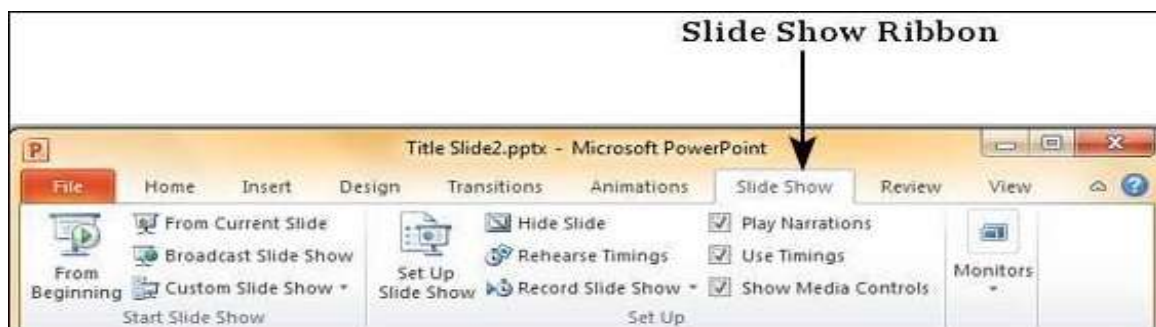 Slide Show Ribbon
Title Slide2.pptx - Microsoft PowerPoint
File Home Insert Design Transitions Animations Slide Show Review View
From Beginning
From Current Slide
Broadcast Slide Show
Custom Slide Show
Start Slide Show
Set Up Slide Show
Hide Slide
Rehearse Timings
Record Slide Show
Play Narrations
Use Timings
Show Media Controls
Set Up
Monitors